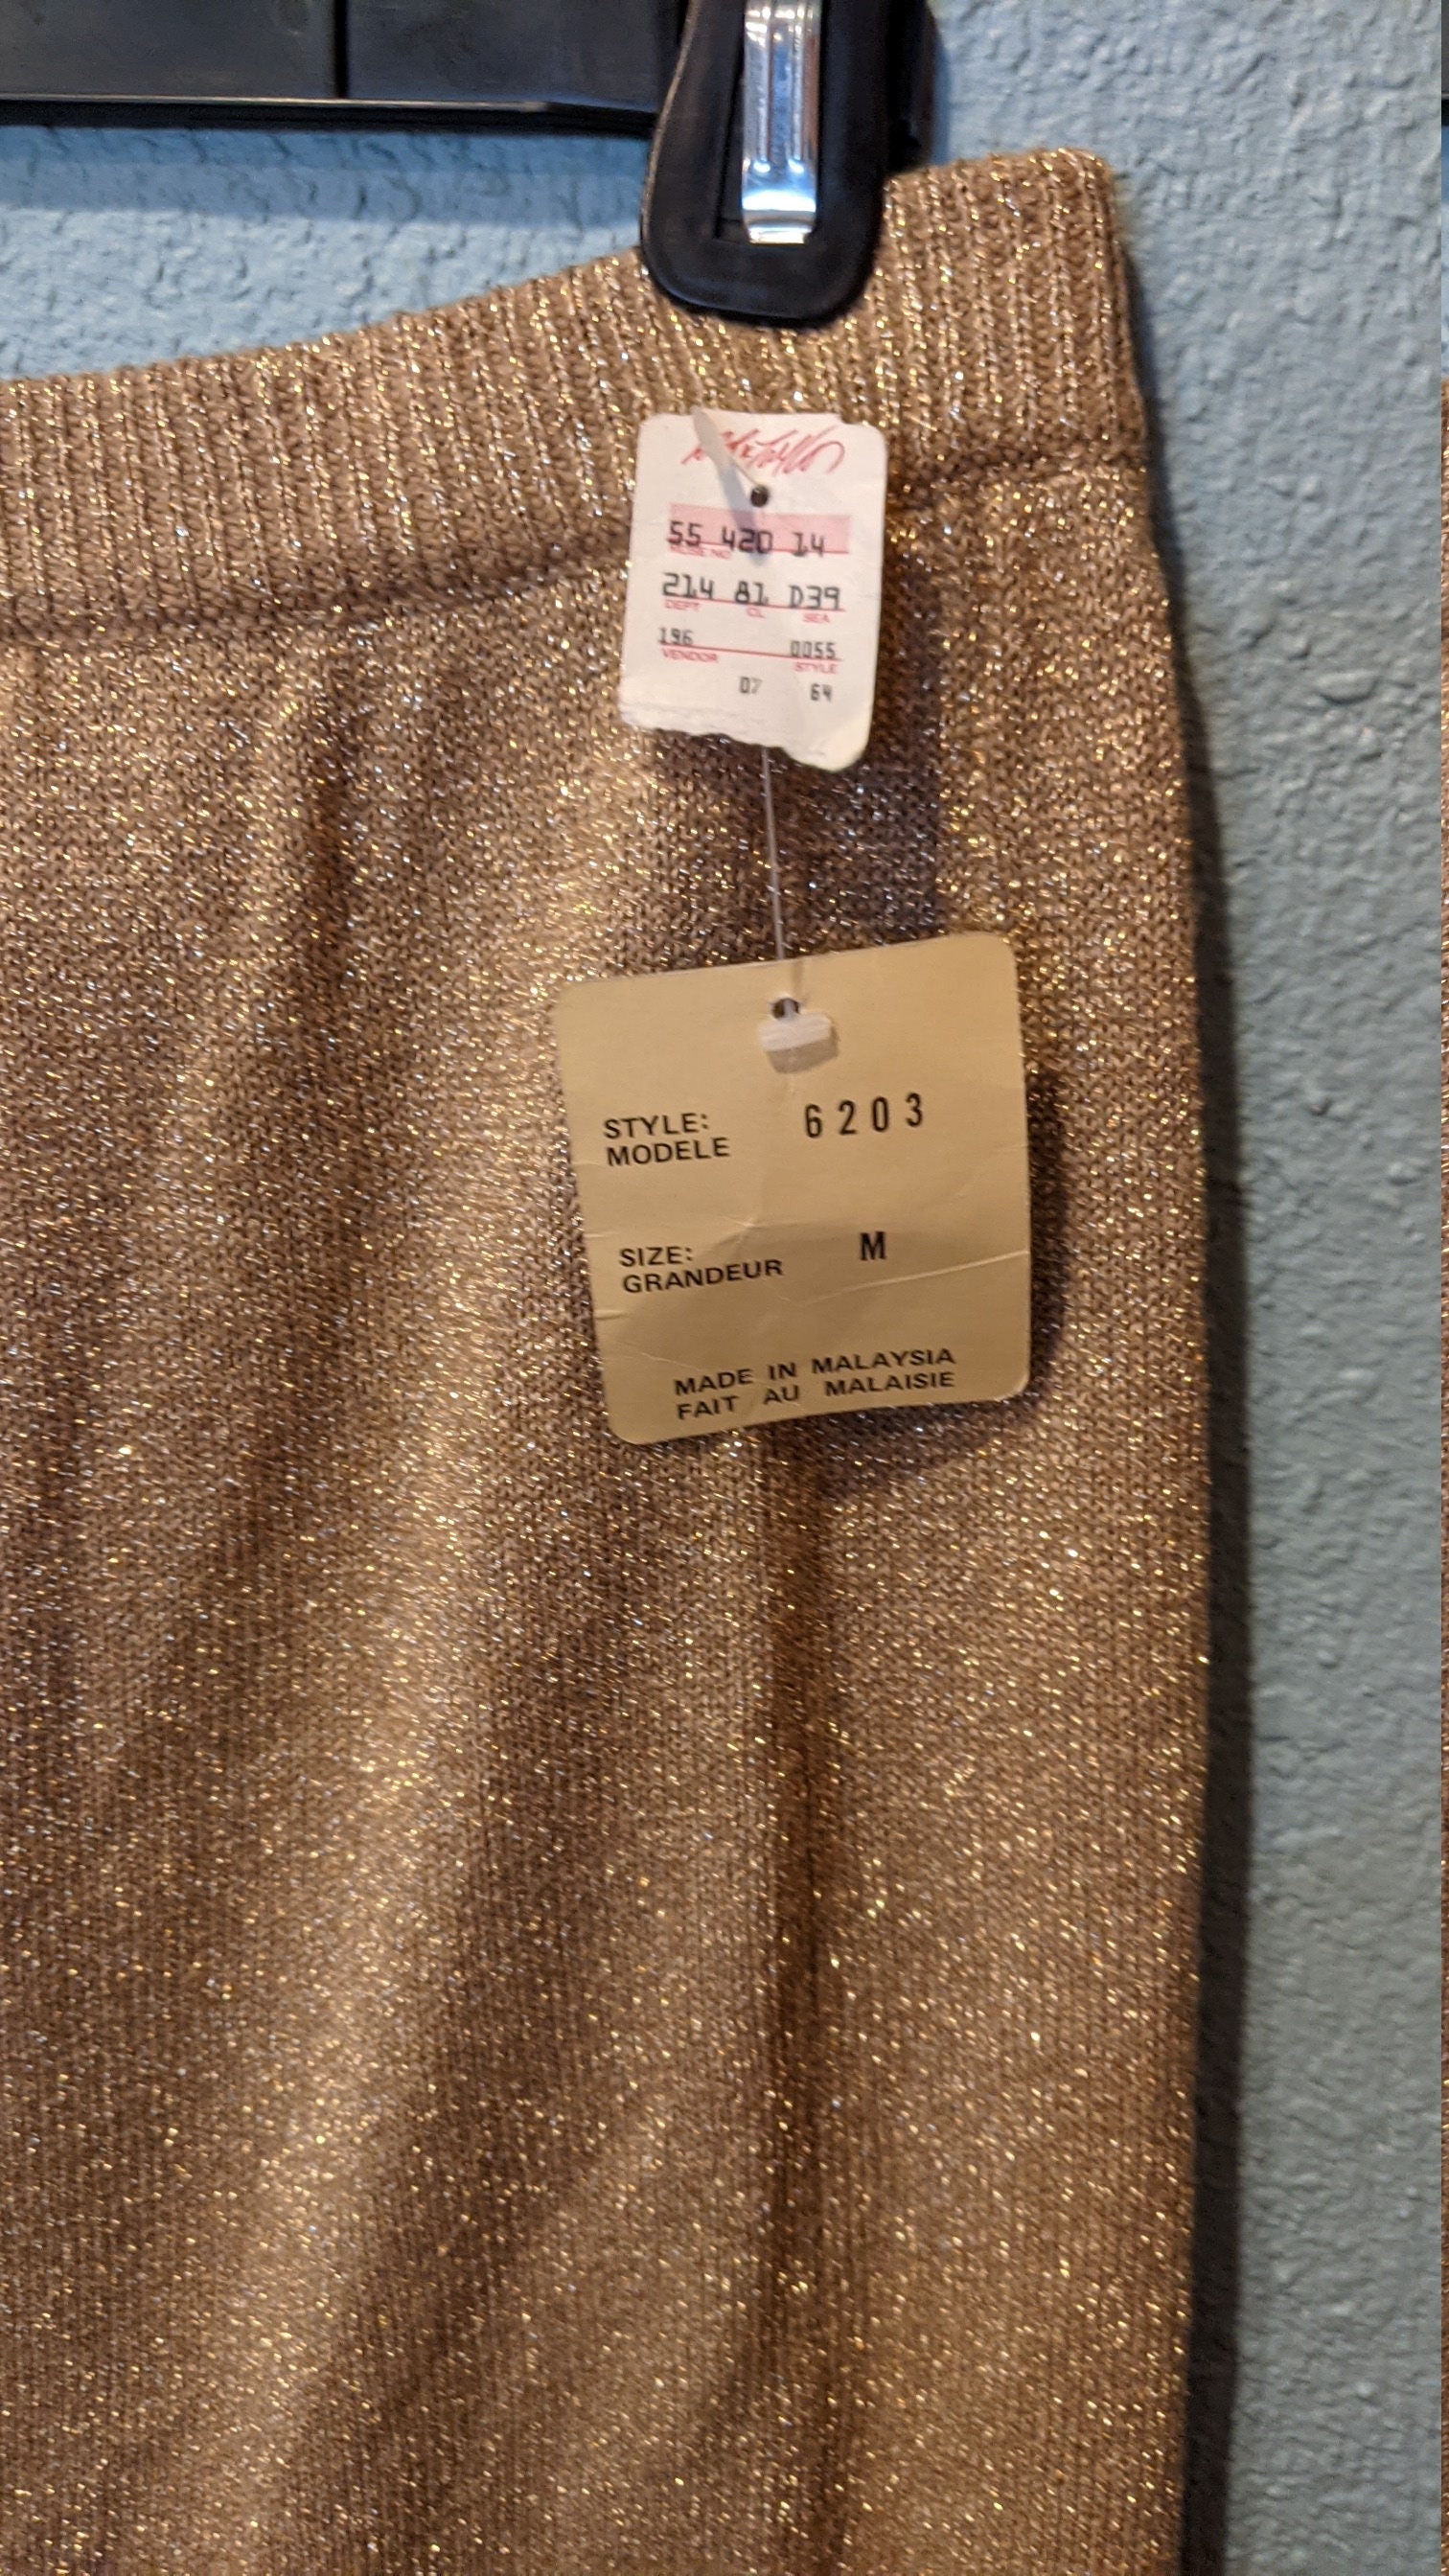 55 420 14
214 81 D39
DEPT CL SEA
196 0055
VENDOR STYLE
07 64
STYLE: 6203
MODELE
SIZE: M
GRANDEUR
MADE IN MALAYSIA
FAIT AU MALAISIE